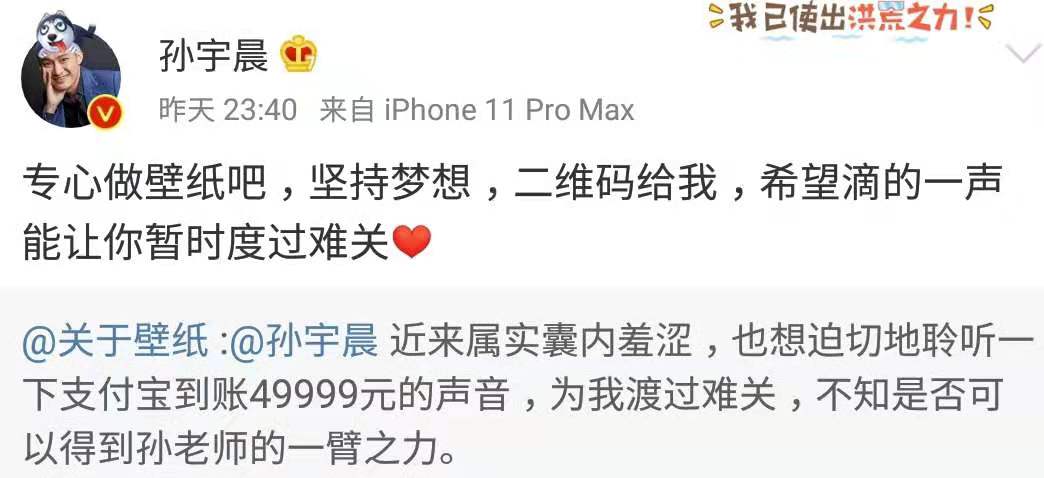 我已使出洪荒之力!
孙宇晨
昨天 23:40 来自 iPhone 11 Pro Max
专心做壁纸吧，坚持梦想，二维码给我，希望滴的一声
能让你暂时度过难关❤️
@关于壁纸:@孙宇晨 近来属实囊内羞涩，也想迫切地聆听一
下支付宝到账49999元的声音，为我渡过难关，不知是否可
以得到孙老师的一臂之力。